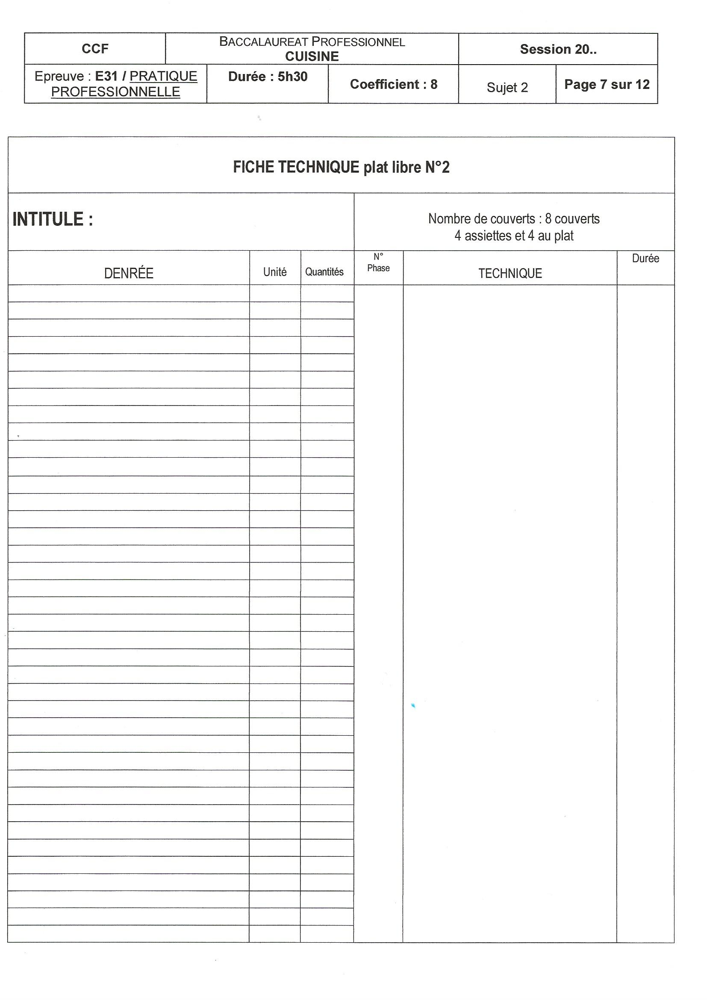 CCF
BACCALAUREAT PROFESSIONNEL
CUISINE
Session 20..
Epreuve : E31 / PRATIQUE
PROFESSIONNELLE
Durée : 5h30
Coefficient : 8
Sujet 2
Page 7 sur 12
FICHE TECHNIQUE plat libre N°2
INTITULE :
Nombre de couverts : 8 couverts
4 assiettes et 4 au plat
DENRÉE
Unité
Quantités
N°
Phase
TECHNIQUE
Durée